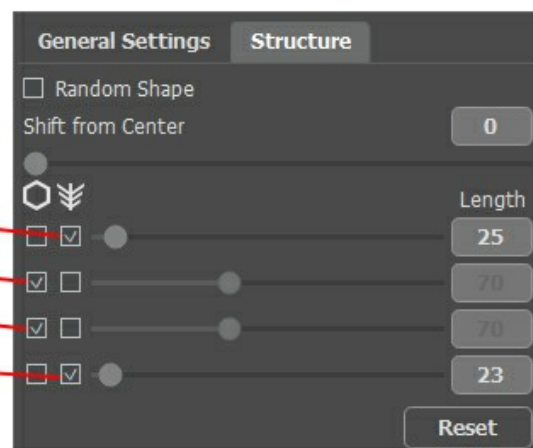 General Settings Structure
Random Shape
Shift from Center 0
Length
25
70
70
23
Reset